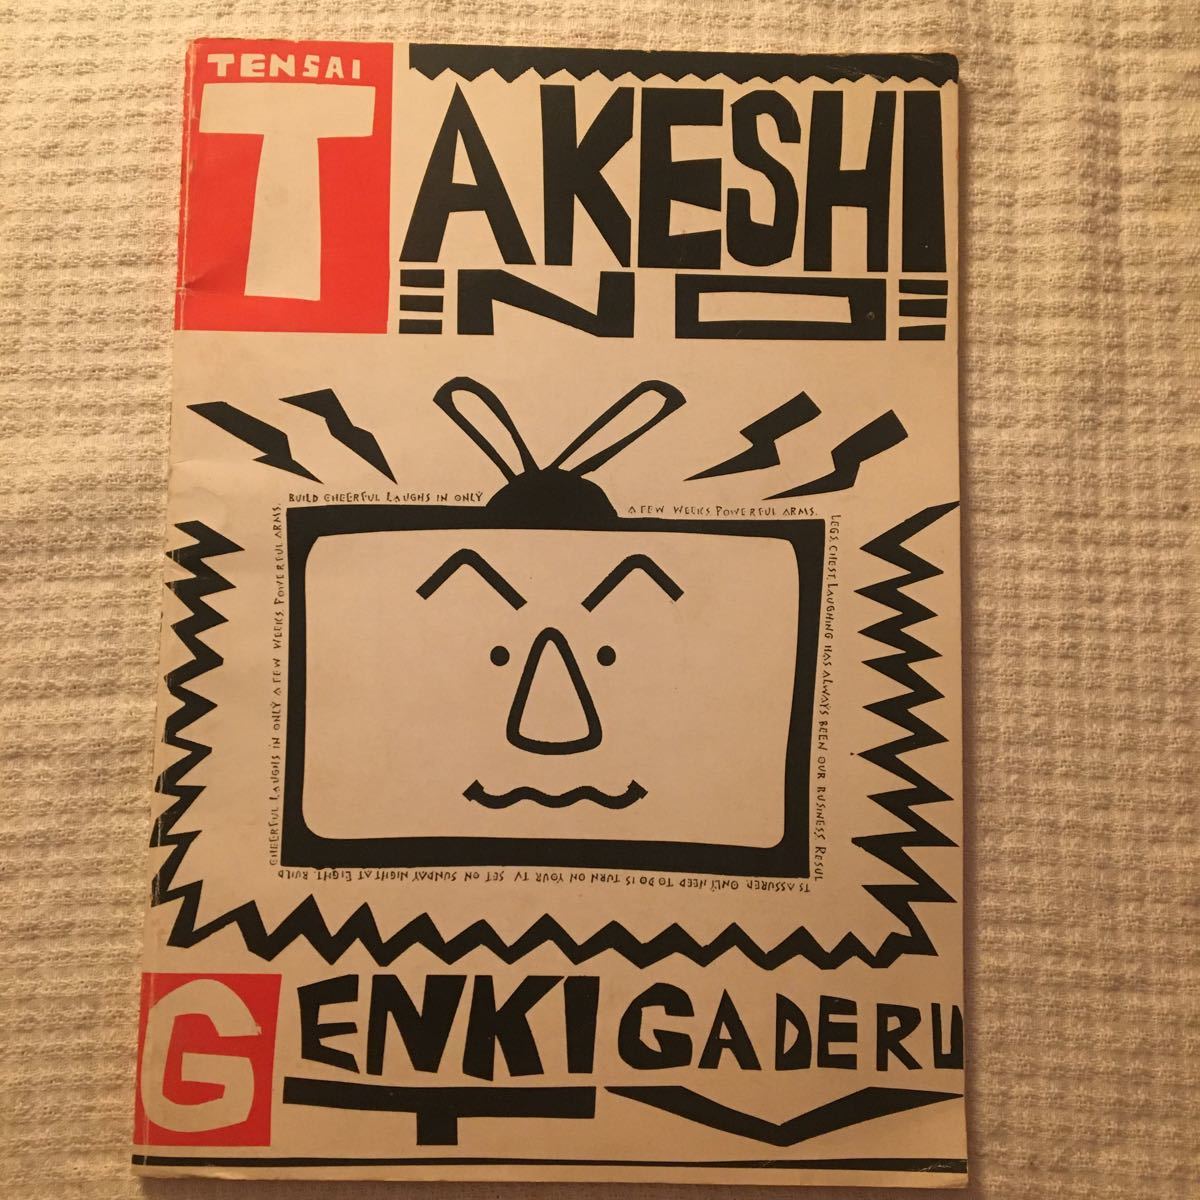 TENSAI
TAKESHI
NO
BUILD CHEERFUL LAUGHS IN ONLY
A FEW WEEKS. POWERFUL ARMS.
LEGS, CHEST, LAUGHING HAS ALWAYS BEEN OUR BUSINESS, RESUL
TS ASSURED. ONLY NEED TO DO IS TURN ON YOUR TV SET ON SUNDAY NIGHT AT EIGHT. BUILD
CHEERFUL LAUGHS IN ONLY A FEW WEEKS. POWERFUL ARMS.
GENKI GA DERU
TV